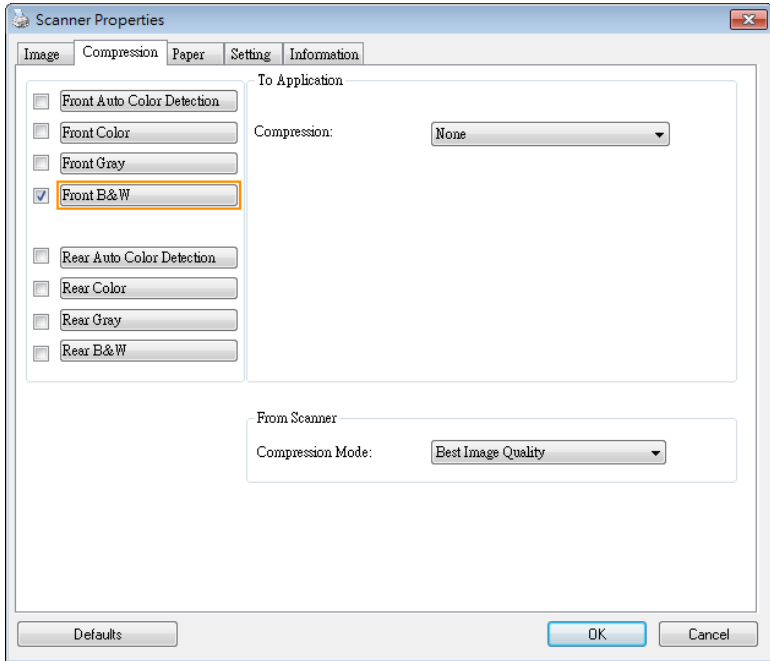 Scanner Properties
Image Compression Paper Setting Information
Front Auto Color Detection
Front Color
Front Gray
Front B&W
Rear Auto Color Detection
Rear Color
Rear Gray
Rear B&W
To Application
Compression: None
From Scanner
Compression Mode: Best Image Quality
Defaults OK Cancel